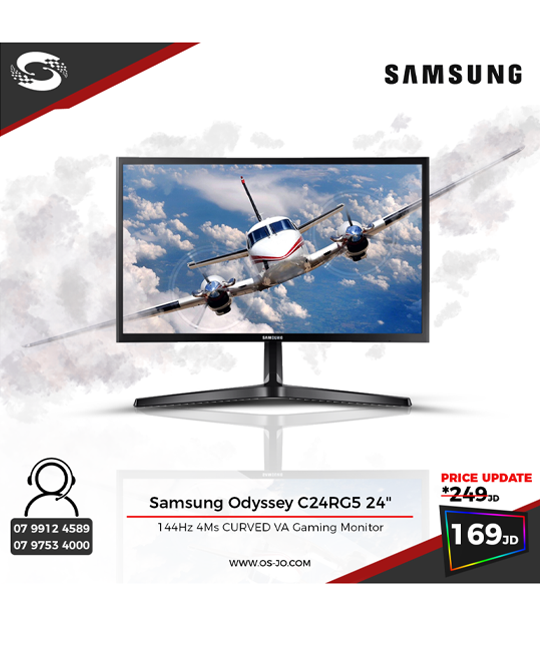 SAMSUNG
SAMSUNG
Samsung Odyssey C24RG5 24"
144Hz 4Ms CURVED VA Gaming Monitor
WWW.OS-JO.COM
07 9912 4589
07 9753 4000
PRICE UPDATE
*249JD
169JD